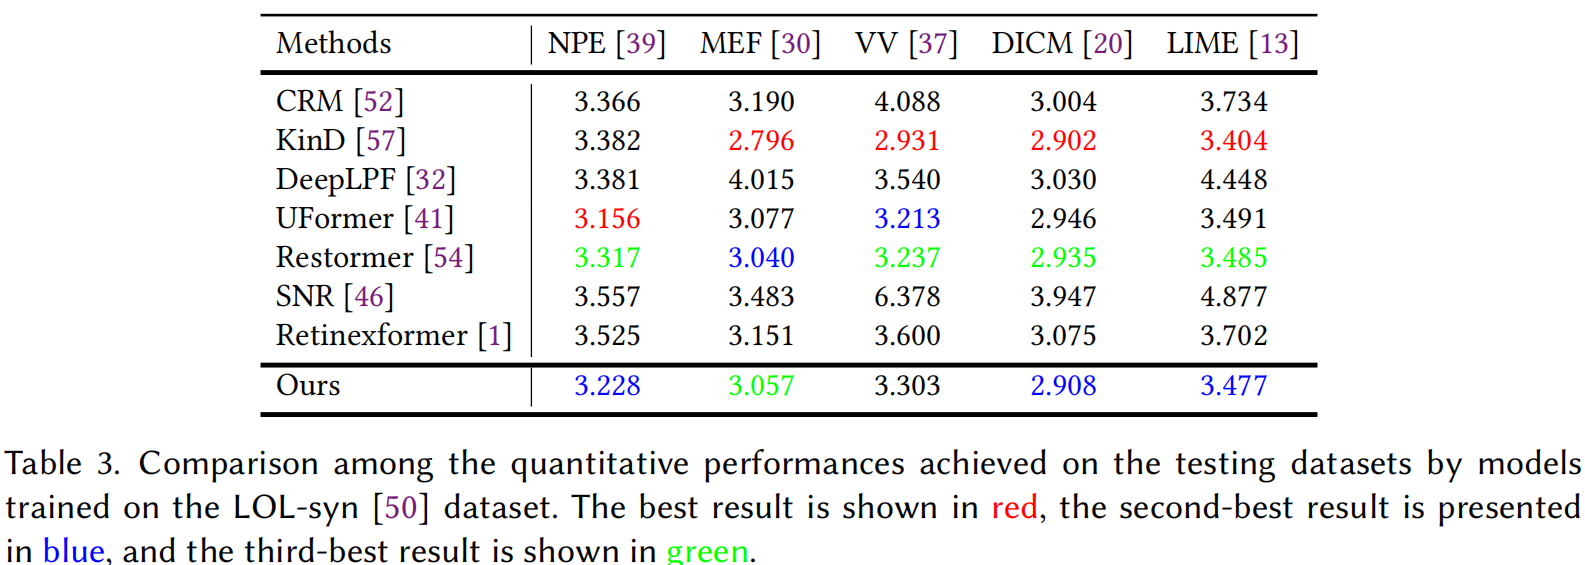 Methods NPE [39] MEF [30] VV [37] DICM [20] LIME [13]
CRM [52] 3.366 3.190 4.088 3.004 3.734
KinD [57] 3.382 2.796 2.931 2.902 3.404
DeepLPF [32] 3.381 4.015 3.540 3.030 4.448
UFormer [41] 3.156 3.077 3.213 2.946 3.491
Restormer [54] 3.317 3.040 3.237 2.935 3.485
SNR [46] 3.557 3.483 6.378 3.947 4.877
Retinexformer [1] 3.525 3.151 3.600 3.075 3.702
Ours 3.228 3.057 3.303 2.908 3.477
Table 3. Comparison among the quantitative performances achieved on the testing datasets by models
trained on the LOL-syn [50] dataset. The best result is shown in red, the second-best result is presented
in blue, and the third-best result is shown in green.